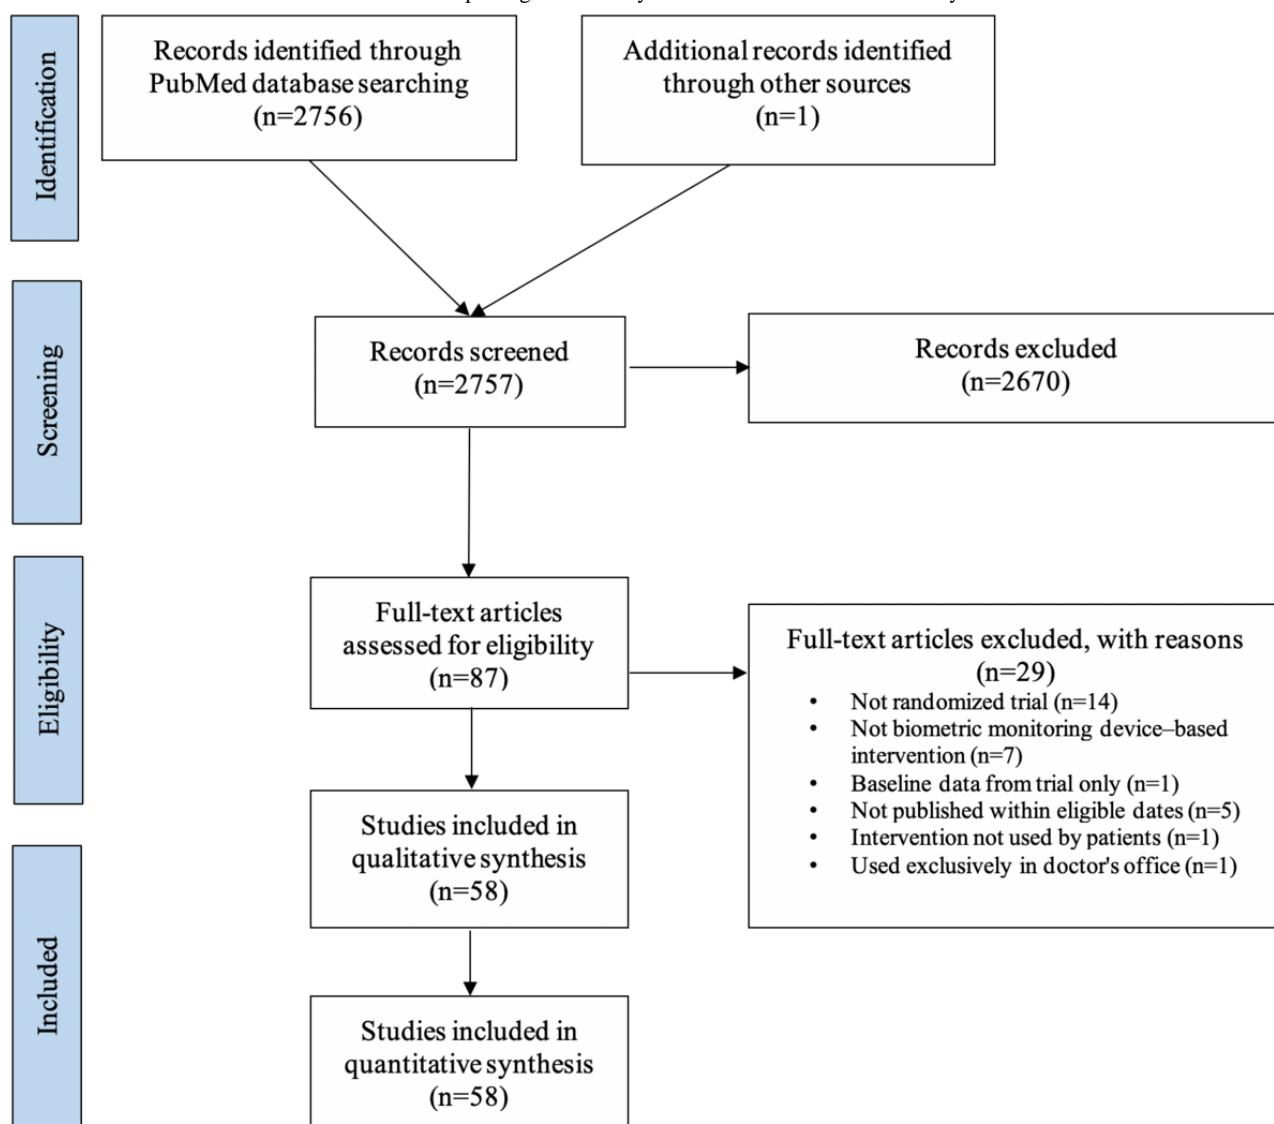 Identification
Records identified through
PubMed database searching
(n=2756)
Additional records identified
through other sources
(n=1)
Screening
Records screened
(n=2757)
Records excluded
(n=2670)
Eligibility
Full-text articles
assessed for eligibility
(n=87)
Full-text articles excluded, with reasons
(n=29)
• Not randomized trial (n=14)
• Not biometric monitoring device–based
intervention (n=7)
• Baseline data from trial only (n=1)
• Not published within eligible dates (n=5)
• Intervention not used by patients (n=1)
• Used exclusively in doctor's office (n=1)
Included
Studies included in
qualitative synthesis
(n=58)
Studies included in
quantitative synthesis
(n=58)